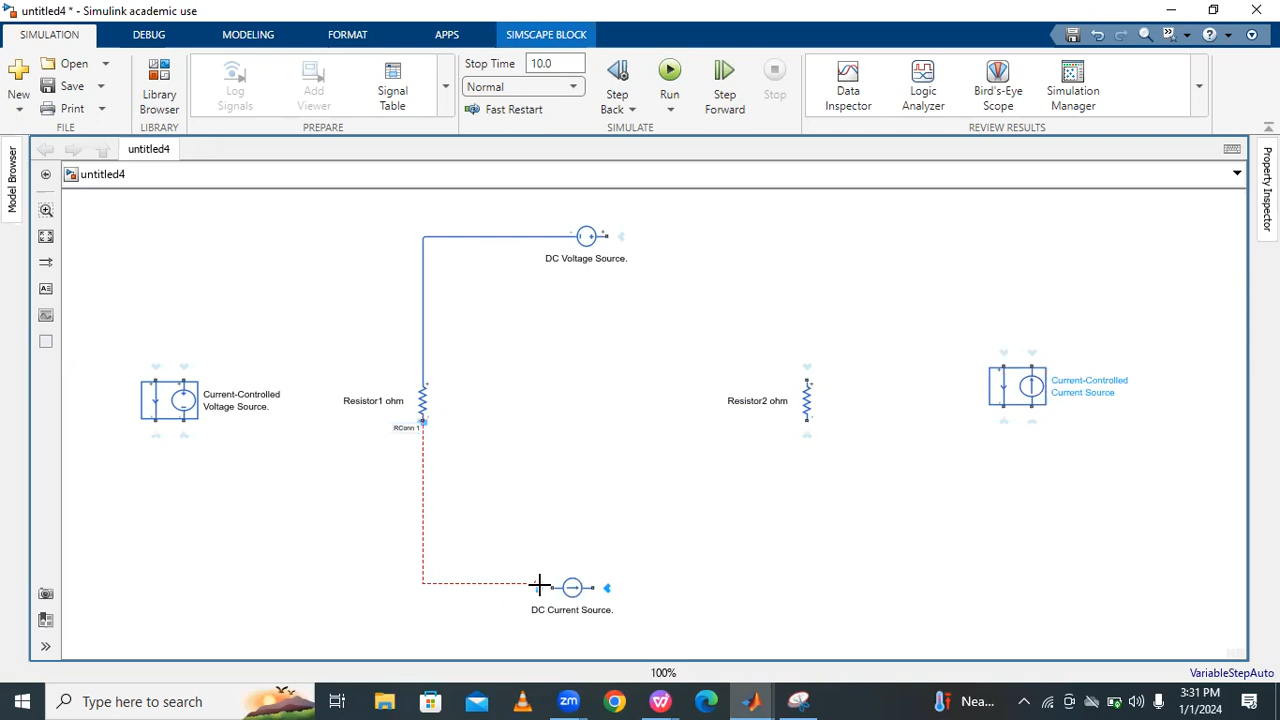 untitled4 * - Simulink academic use
SIMULATION
DEBUG
MODELING
FORMAT
APPS
SIMSCAPE BLOCK
New
Open
Save
Print
FILE
Library
Browser
LIBRARY
Log
Signals
Add
Viewer
Signal
Table
PREPARE
Stop Time
10.0
Normal
Fast Restart
Step
Back
Run
Step
Forward
Stop
SIMULATE
Data
Inspector
Logic
Analyzer
Bird's-Eye
Scope
Simulation
Manager
REVIEW RESULTS
Model Browser
untitled4
untitled4
Property Inspector
DC Voltage Source.
Current-Controlled
Voltage Source.
Resistor1 ohm
RConn 1
Resistor2 ohm
Current-Controlled
Current Source
DC Current Source.
100%
VariableStepAuto
Type here to search
Nea...
3:31 PM
1/1/2024